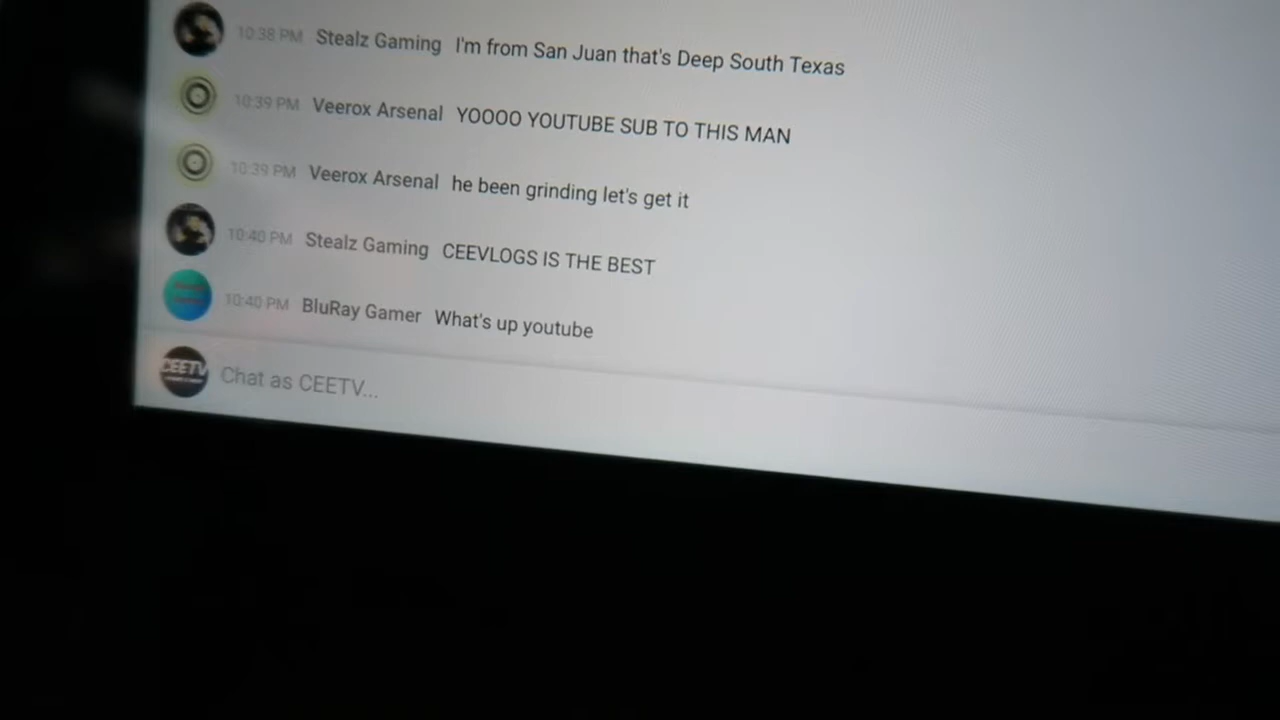 10:38 PM Stealz Gaming I'm from San Juan that's Deep South Texas
10:39 PM Veerox Arsenal YOOOO YOUTUBE SUB TO THIS MAN
10:39 PM Veerox Arsenal he been grinding let's get it
10:40 PM Stealz Gaming CEEVLOGS IS THE BEST
10:40 PM BluRay Gamer What's up youtube
CEETV Chat as CEETV...